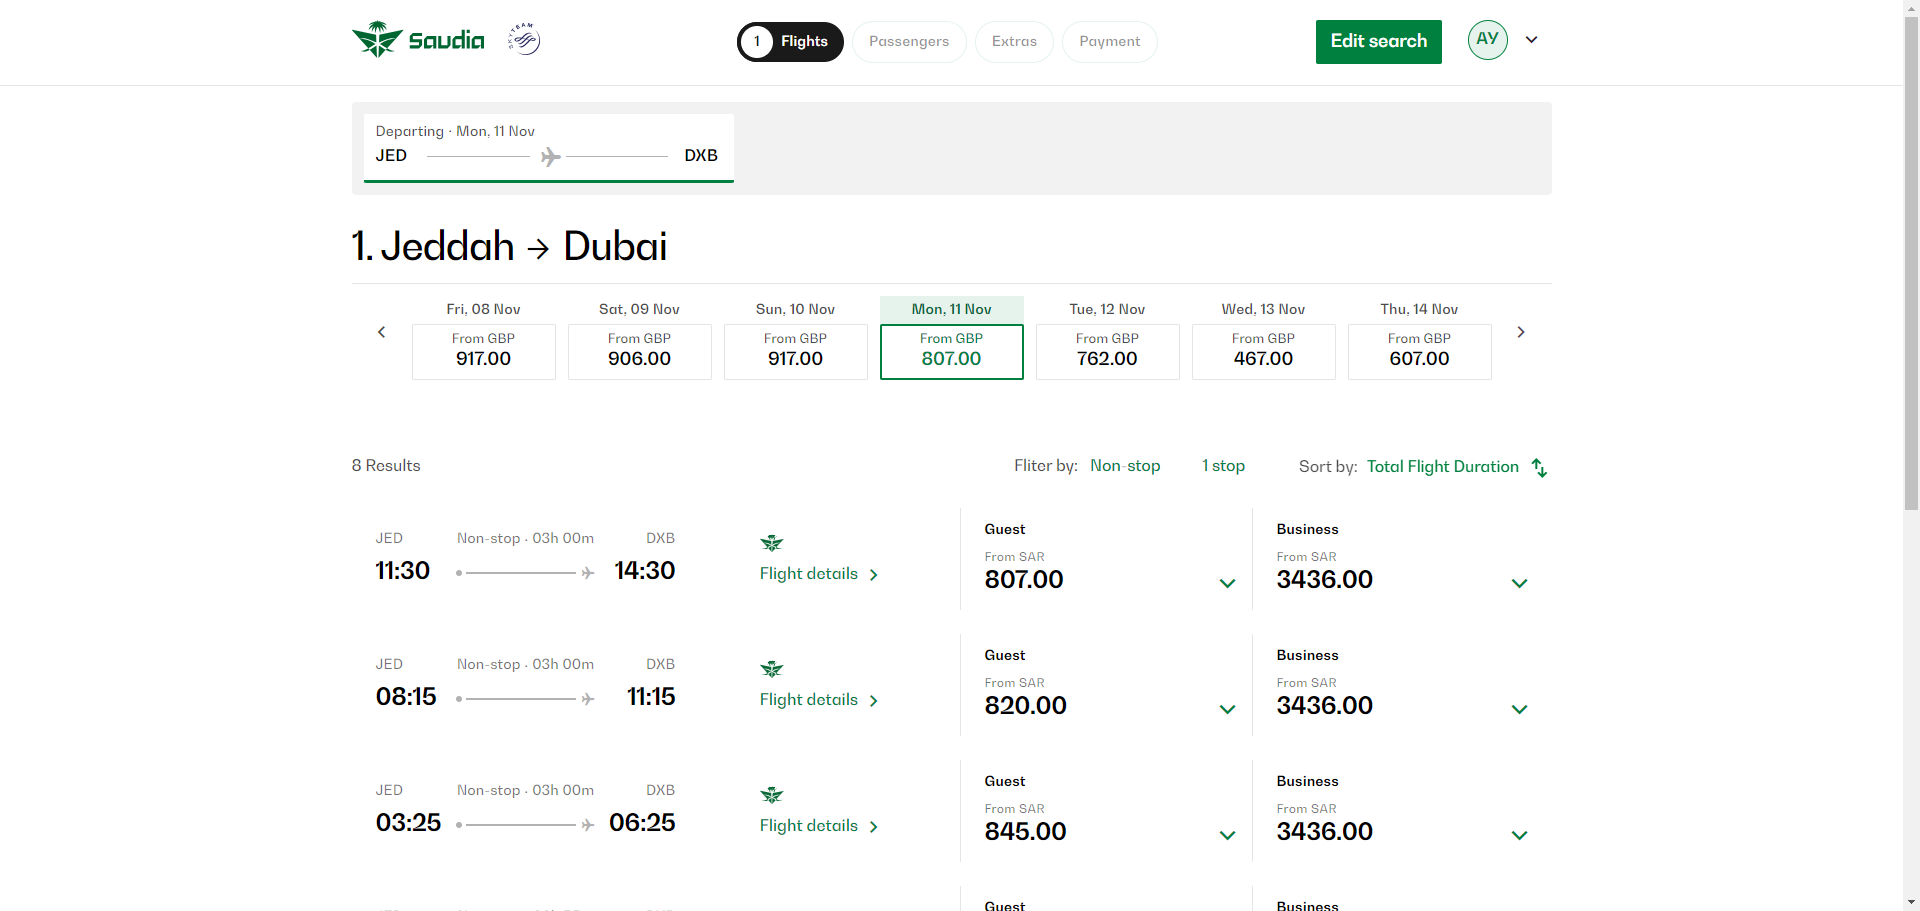 Saudia
SKYTEAM
1 Flights
Passengers
Extras
Payment
Edit search
AY
Departing · Mon, 11 Nov
JED DXB
1. Jeddah → Dubai
Fri, 08 Nov
From GBP
917.00
Sat, 09 Nov
From GBP
906.00
Sun, 10 Nov
From GBP
917.00
Mon, 11 Nov
From GBP
807.00
Tue, 12 Nov
From GBP
762.00
Wed, 13 Nov
From GBP
467.00
Thu, 14 Nov
From GBP
607.00
8 Results
Fliter by: Non-stop 1 stop
Sort by: Total Flight Duration
JED Non-stop · 03h 00m DXB
11:30 14:30
Flight details
Guest
From SAR
807.00
Business
From SAR
3436.00
JED Non-stop · 03h 00m DXB
08:15 11:15
Flight details
Guest
From SAR
820.00
Business
From SAR
3436.00
JED Non-stop · 03h 00m DXB
03:25 06:25
Flight details
Guest
From SAR
845.00
Business
From SAR
3436.00
Guest
Business